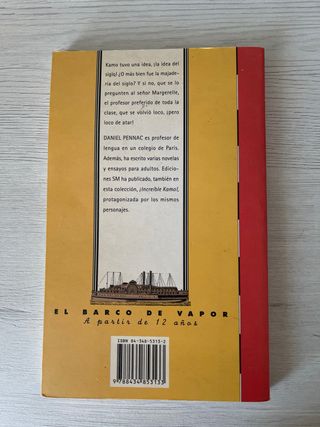 Kamo tuvo una idea, ¡la idea del
siglo! ¿O más bien fue la majade-
ría del siglo? Y si no, que se lo
pregunten al señor Margerelle,
el profesor preferido de toda la
clase, que se volvió loco, ¡pero
loco de atar!
DANIEL PENNAC es profesor de
lengua en un colegio de París.
Además, ha escrito varias novelas
y ensayos para adultos. Edicio-
nes SM ha publicado, también en
esta colección, ¡Increíble Kamo!,
protagonizada por los mismos
personajes.
EL BARCO DE VAPOR
A partir de 12 años
ISBN 84-348-5313-2
9788434853133